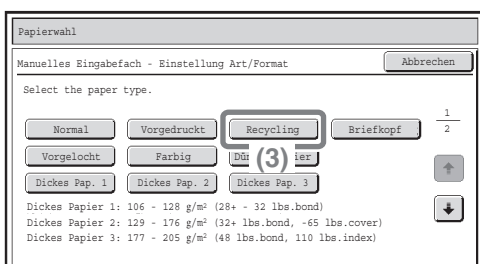 Papierwahl
Manuelles Eingabefach - Einstellung Art/Format Abbrechen
Select the paper type.
Normal Vorgedruckt Recycling Briefkopf 1
2
Vorgelocht Farbig (3)
Dickes Pap. 1 Dickes Pap. 2 Dickes Pap. 3
Dickes Papier 1: 106 - 128 g/m² (28+ - 32 lbs.bond)
Dickes Papier 2: 129 - 176 g/m² (32+ lbs.bond, -65 lbs.cover)
Dickes Papier 3: 177 - 205 g/m² (48 lbs.bond, 110 lbs.index)